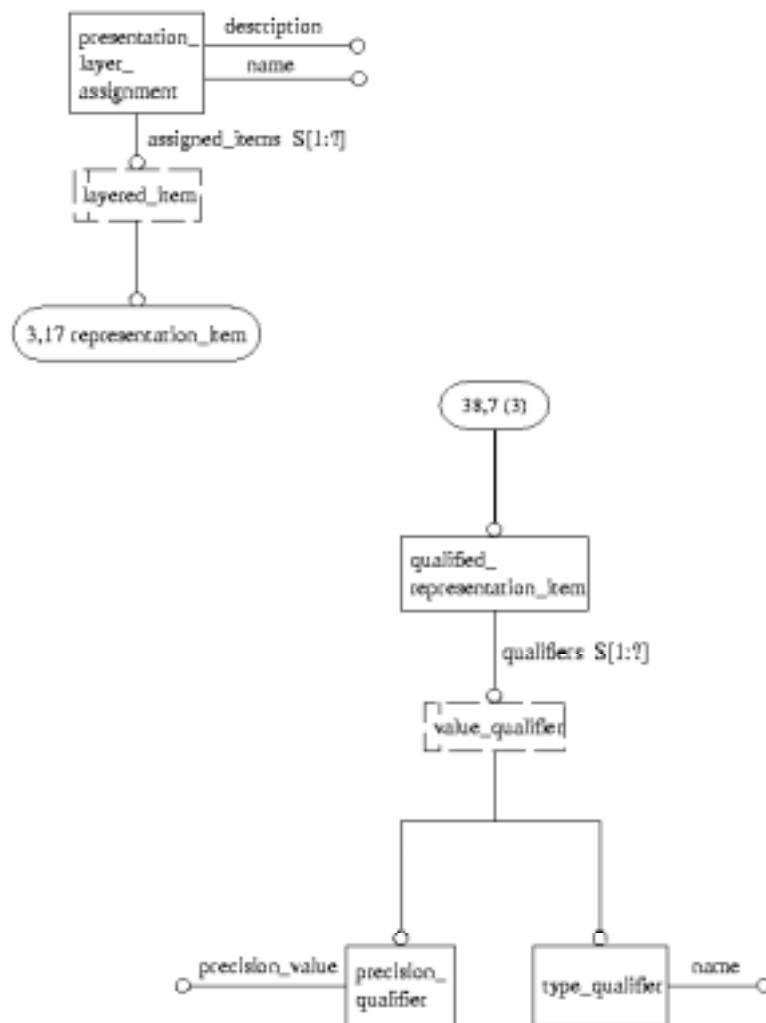 description
presentation_
layer_
assignment
name
assigned_items S[1:?]
layered_item
3,17 representation_item
38,7 (3)
qualified_
representation_item
qualifiers S[1:?]
value_qualifier
precision_value
precision_
qualifier
type_qualifier
name